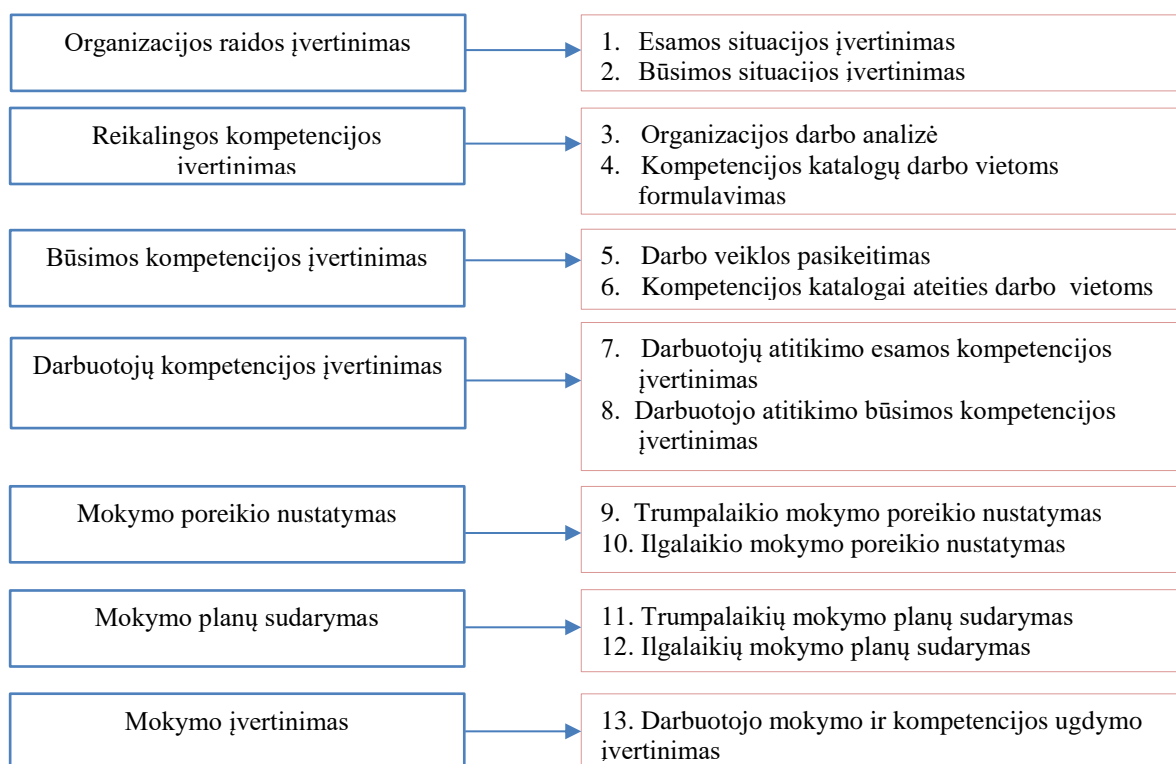 Organizacijos raidos įvertinimas
1. Esamos situacijos įvertinimas
2. Būsimos situacijos įvertinimas
Reikalingos kompetencijos
įvertinimas
3. Organizacijos darbo analizė
4. Kompetencijos katalogų darbo vietoms
formulavimas
Būsimos kompetencijos įvertinimas
5. Darbo veiklos pasikeitimas
6. Kompetencijos katalogai ateities darbo vietoms
Darbuotojų kompetencijos įvertinimas
7. Darbuotojų atitikimo esamos kompetencijos
įvertinimas
8. Darbuotojo atitikimo būsimos kompetencijos
įvertinimas
Mokymo poreikio nustatymas
9. Trumpalaikio mokymo poreikio nustatymas
10. Ilgalaikio mokymo poreikio nustatymas
Mokymo planų sudarymas
11. Trumpalaikių mokymo planų sudarymas
12. Ilgalaikių mokymo planų sudarymas
Mokymo įvertinimas
13. Darbuotojo mokymo ir kompetencijos ugdymo
įvertinimas